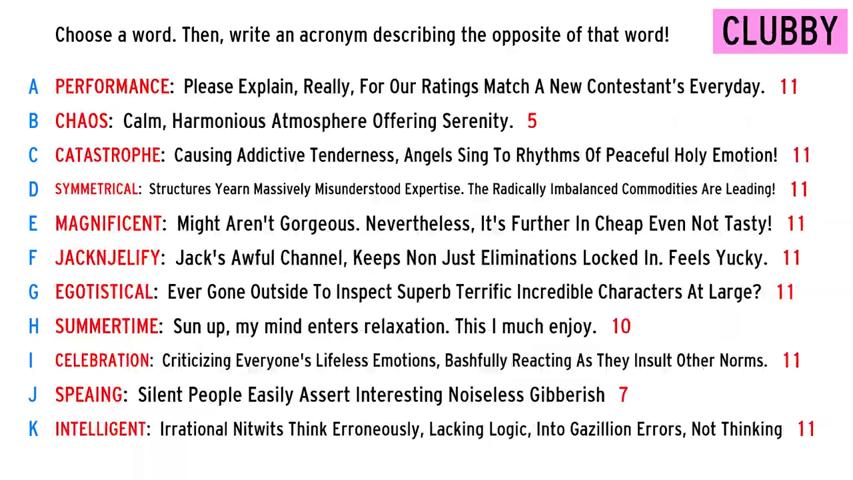 Choose a word. Then, write an acronym describing the opposite of that word!
CLUBBY
A PERFORMANCE: Please Explain, Really, For Our Ratings Match A New Contestant's Everyday. 11
B CHAOS: Calm, Harmonious Atmosphere Offering Serenity. 5
C CATASTROPHE: Causing Addictive Tenderness, Angels Sing To Rhythms Of Peaceful Holy Emotion! 11
D SYMMETRICAL: Structures Yearn Massively Misunderstood Expertise. The Radically Imbalanced Commodities Are Leading! 11
E MAGNIFICENT: Might Aren't Gorgeous. Nevertheless, It's Further In Cheap Even Not Tasty! 11
F JACKNJELIFY: Jack's Awful Channel, Keeps Non Just Eliminations Locked In. Feels Yucky. 11
G EGOTISTICAL: Ever Gone Outside To Inspect Superb Terrific Incredible Characters At Large? 11
H SUMMERTIME: Sun up, my mind enters relaxation. This I much enjoy. 10
I CELEBRATION: Criticizing Everyone's Lifeless Emotions, Bashfully Reacting As They Insult Other Norms. 11
J SPEAING: Silent People Easily Assert Interesting Noiseless Gibberish 7
K INTELLIGENT: Irrational Nitwits Think Erroneously, Lacking Logic, Into Gazillion Errors, Not Thinking 11